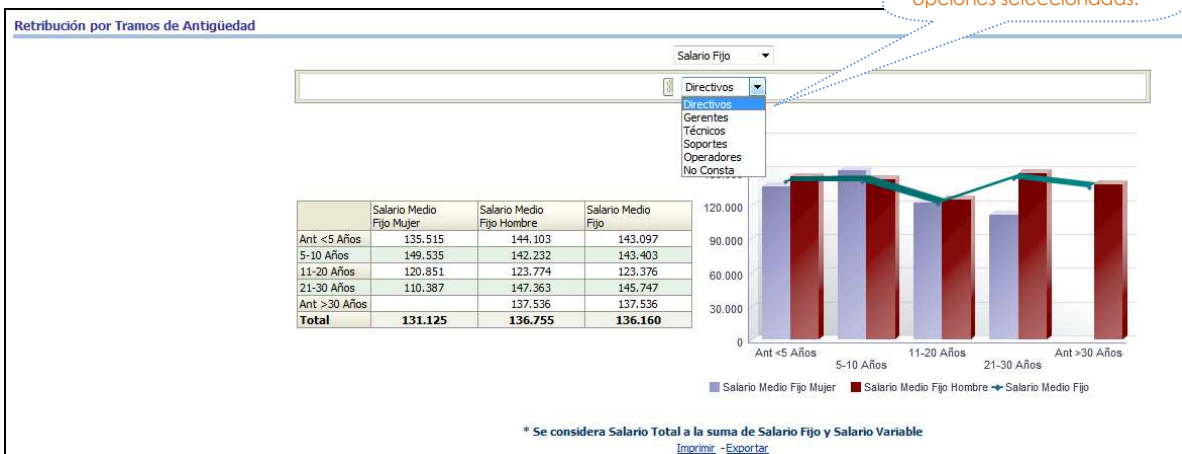 opciones seleccionadas.
Retribución por Tramos de Antigüedad
Salario Fijo
Directivos
Directivos
Gerentes
Técnicos
Soportes
Operadores
No Consta
Salario Medio Fijo Mujer Salario Medio Fijo Hombre Salario Medio Fijo
Ant <5 Años 135.515 144.103 143.097
5-10 Años 149.535 142.232 143.403
11-20 Años 120.851 123.774 123.376
21-30 Años 110.387 147.363 145.747
Ant >30 Años 137.536 137.536
Total 131.125 136.755 136.160
120.000
90.000
60.000
30.000
0
Ant <5 Años 5-10 Años 11-20 Años 21-30 Años Ant >30 Años
Salario Medio Fijo Mujer Salario Medio Fijo Hombre Salario Medio Fijo
* Se considera Salario Total a la suma de Salario Fijo y Salario Variable
Imprimir - Exportar